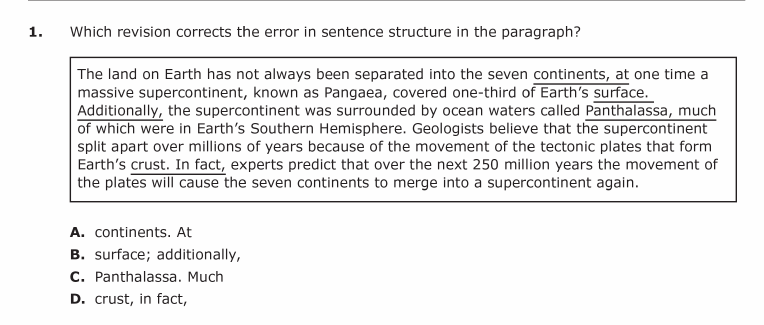 1. Which revision corrects the error in sentence structure in the paragraph?
The land on Earth has not always been separated into the seven continents, at one time a
massive supercontinent, known as Pangaea, covered one-third of Earth's surface.
Additionally, the supercontinent was surrounded by ocean waters called Panthalassa, much
of which were in Earth's Southern Hemisphere. Geologists believe that the supercontinent
split apart over millions of years because of the movement of the tectonic plates that form
Earth's crust. In fact, experts predict that over the next 250 million years the movement of
the plates will cause the seven continents to merge into a supercontinent again.
A. continents. At
B. surface; additionally,
C. Panthalassa. Much
D. crust, in fact,